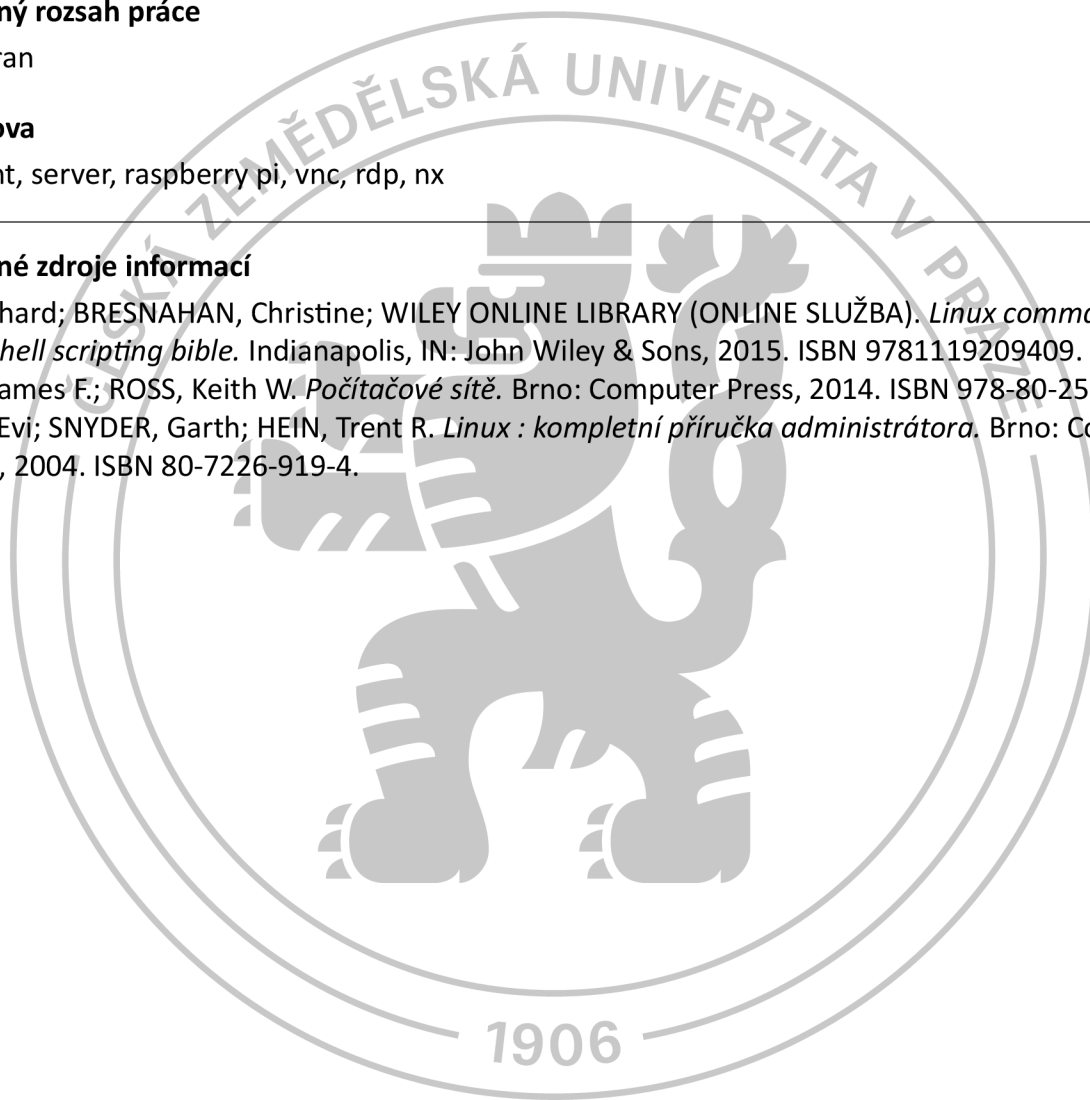 ný rozsah práce
ran
ova
nt, server, raspberry pi, vnc, rdp, nx
né zdroje informací
hard; BRESNAHAN, Christine; WILEY ONLINE LIBRARY (ONLINE SLUŽBA). Linux comma
hell scripting bible. Indianapolis, IN: John Wiley & Sons, 2015. ISBN 9781119209409.
ames F.; ROSS, Keith W. Počítačové sítě. Brno: Computer Press, 2014. ISBN 978-80-25
Evi; SNYDER, Garth; HEIN, Trent R. Linux : kompletní příručka administrátora. Brno: Co
, 2004. ISBN 80-7226-919-4.
ČESKÁ ZEMĚDĚLSKÁ UNIVERZITA V PRAZE
1906